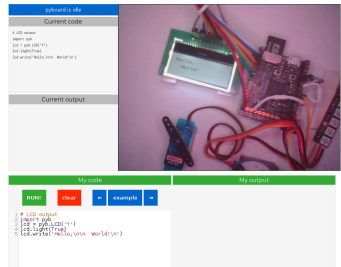 pyboard is idle
Current code
# LCD output
import pyb
lcd = pyb.LCD('Y')
lcd.light(True)
lcd.write('Hello,\n\n  World!\n')
Current output
Hello,
World!
My code
My output
RUN!
clear
←
example
→
1 # LCD output
2 import pyb
3 lcd = pyb.LCD('Y')
4 lcd.light(True)
5 lcd.write('Hello,\n\n  World!\n')